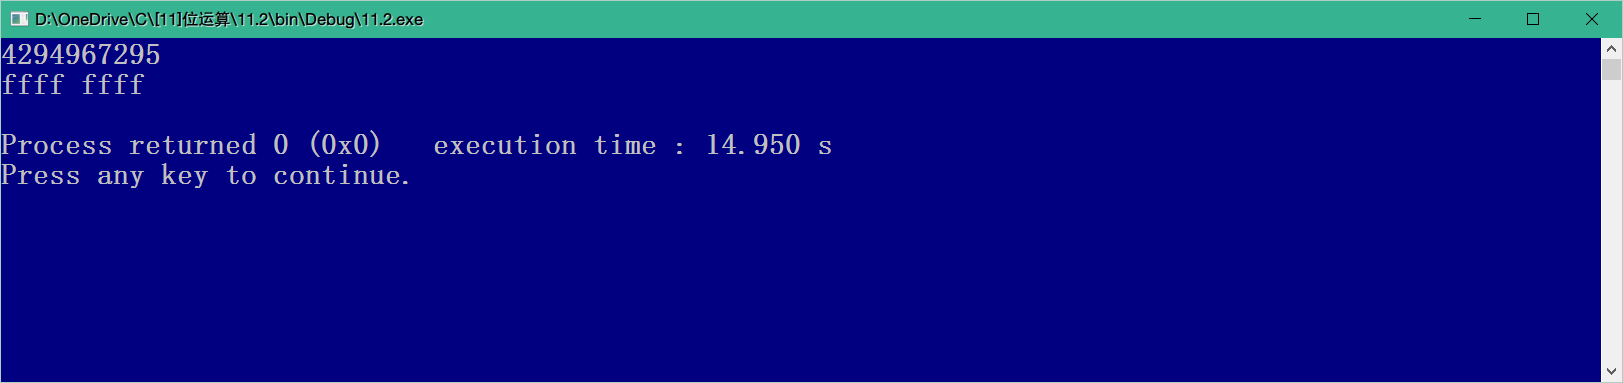 D:\OneDrive\C\[11]位运算\11.2\bin\Debug\11.2.exe
4294967295
ffff ffff
Process returned 0 (0x0)   execution time : 14.950 s
Press any key to continue.